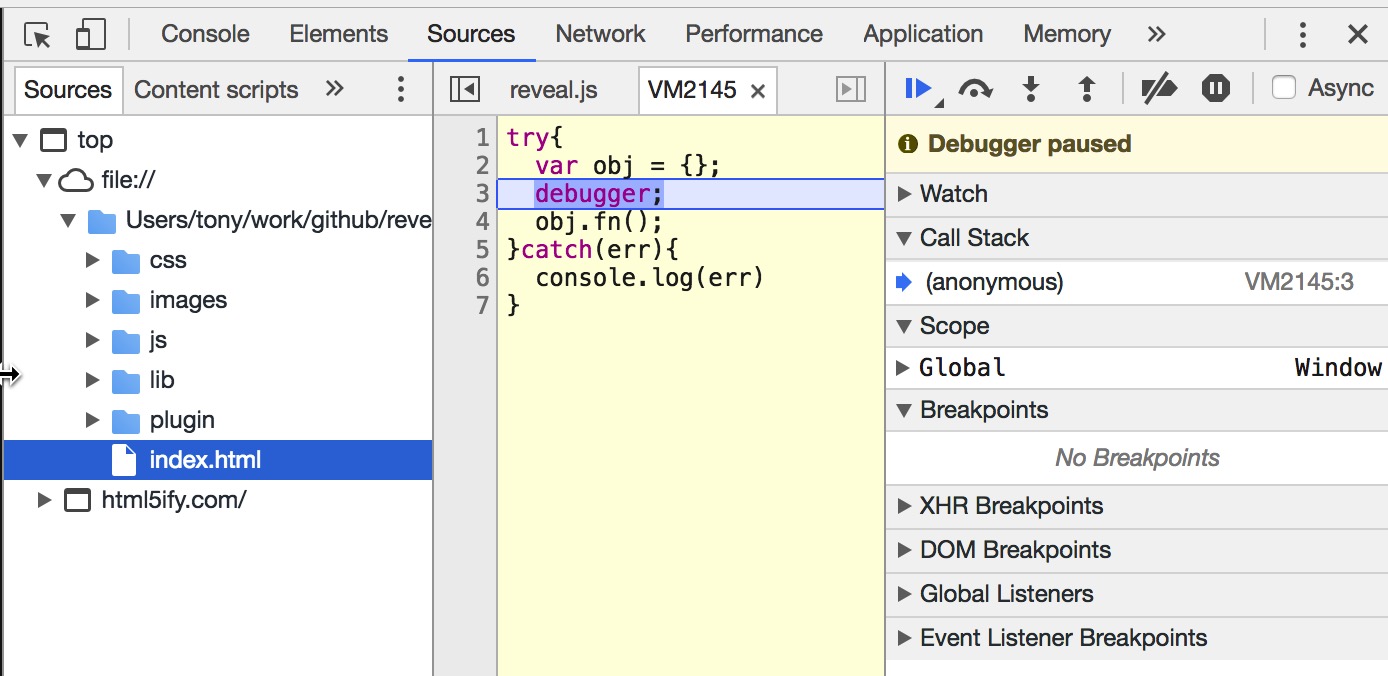 Console Elements Sources Network Performance Application Memory »
Sources Content scripts »
top
file://
Users/tony/work/github/reve
css
images
js
lib
plugin
index.html
html5ify.com/
reveal.js VM2145 ×
1 try{
2   var obj = {};
3   debugger;
4   obj.fn();
5 }catch(err){
6   console.log(err)
7 }
Async
Debugger paused
Watch
Call Stack
(anonymous) VM2145:3
Scope
Global Window
Breakpoints
No Breakpoints
XHR Breakpoints
DOM Breakpoints
Global Listeners
Event Listener Breakpoints